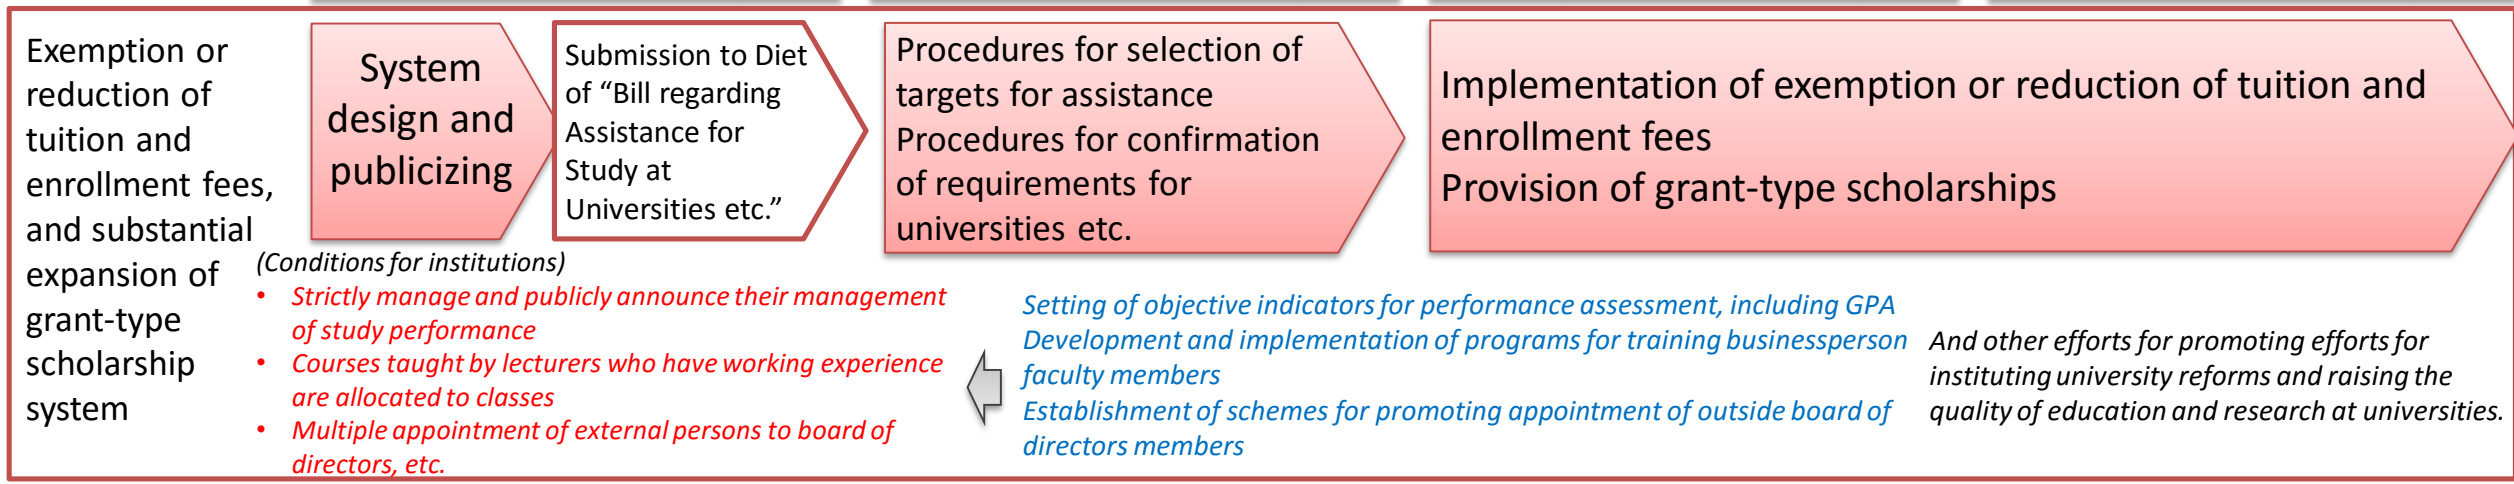 Exemption or
reduction of
tuition and
enrollment fees,
and substantial
expansion of
grant-type
scholarship
system
System
design and
publicizing
Submission to Diet
of “Bill regarding
Assistance for
Study at
Universities etc.”
Procedures for selection of
targets for assistance
Procedures for confirmation
of requirements for
universities etc.
Implementation of exemption or reduction of tuition and
enrollment fees
Provision of grant-type scholarships
(Conditions for institutions)
• Strictly manage and publicly announce their management
of study performance
• Courses taught by lecturers who have working experience
are allocated to classes
• Multiple appointment of external persons to board of
directors, etc.
Setting of objective indicators for performance assessment, including GPA
Development and implementation of programs for training businessperson
faculty members
Establishment of schemes for promoting appointment of outside board of
directors members
And other efforts for promoting efforts for
instituting university reforms and raising the
quality of education and research at universities.